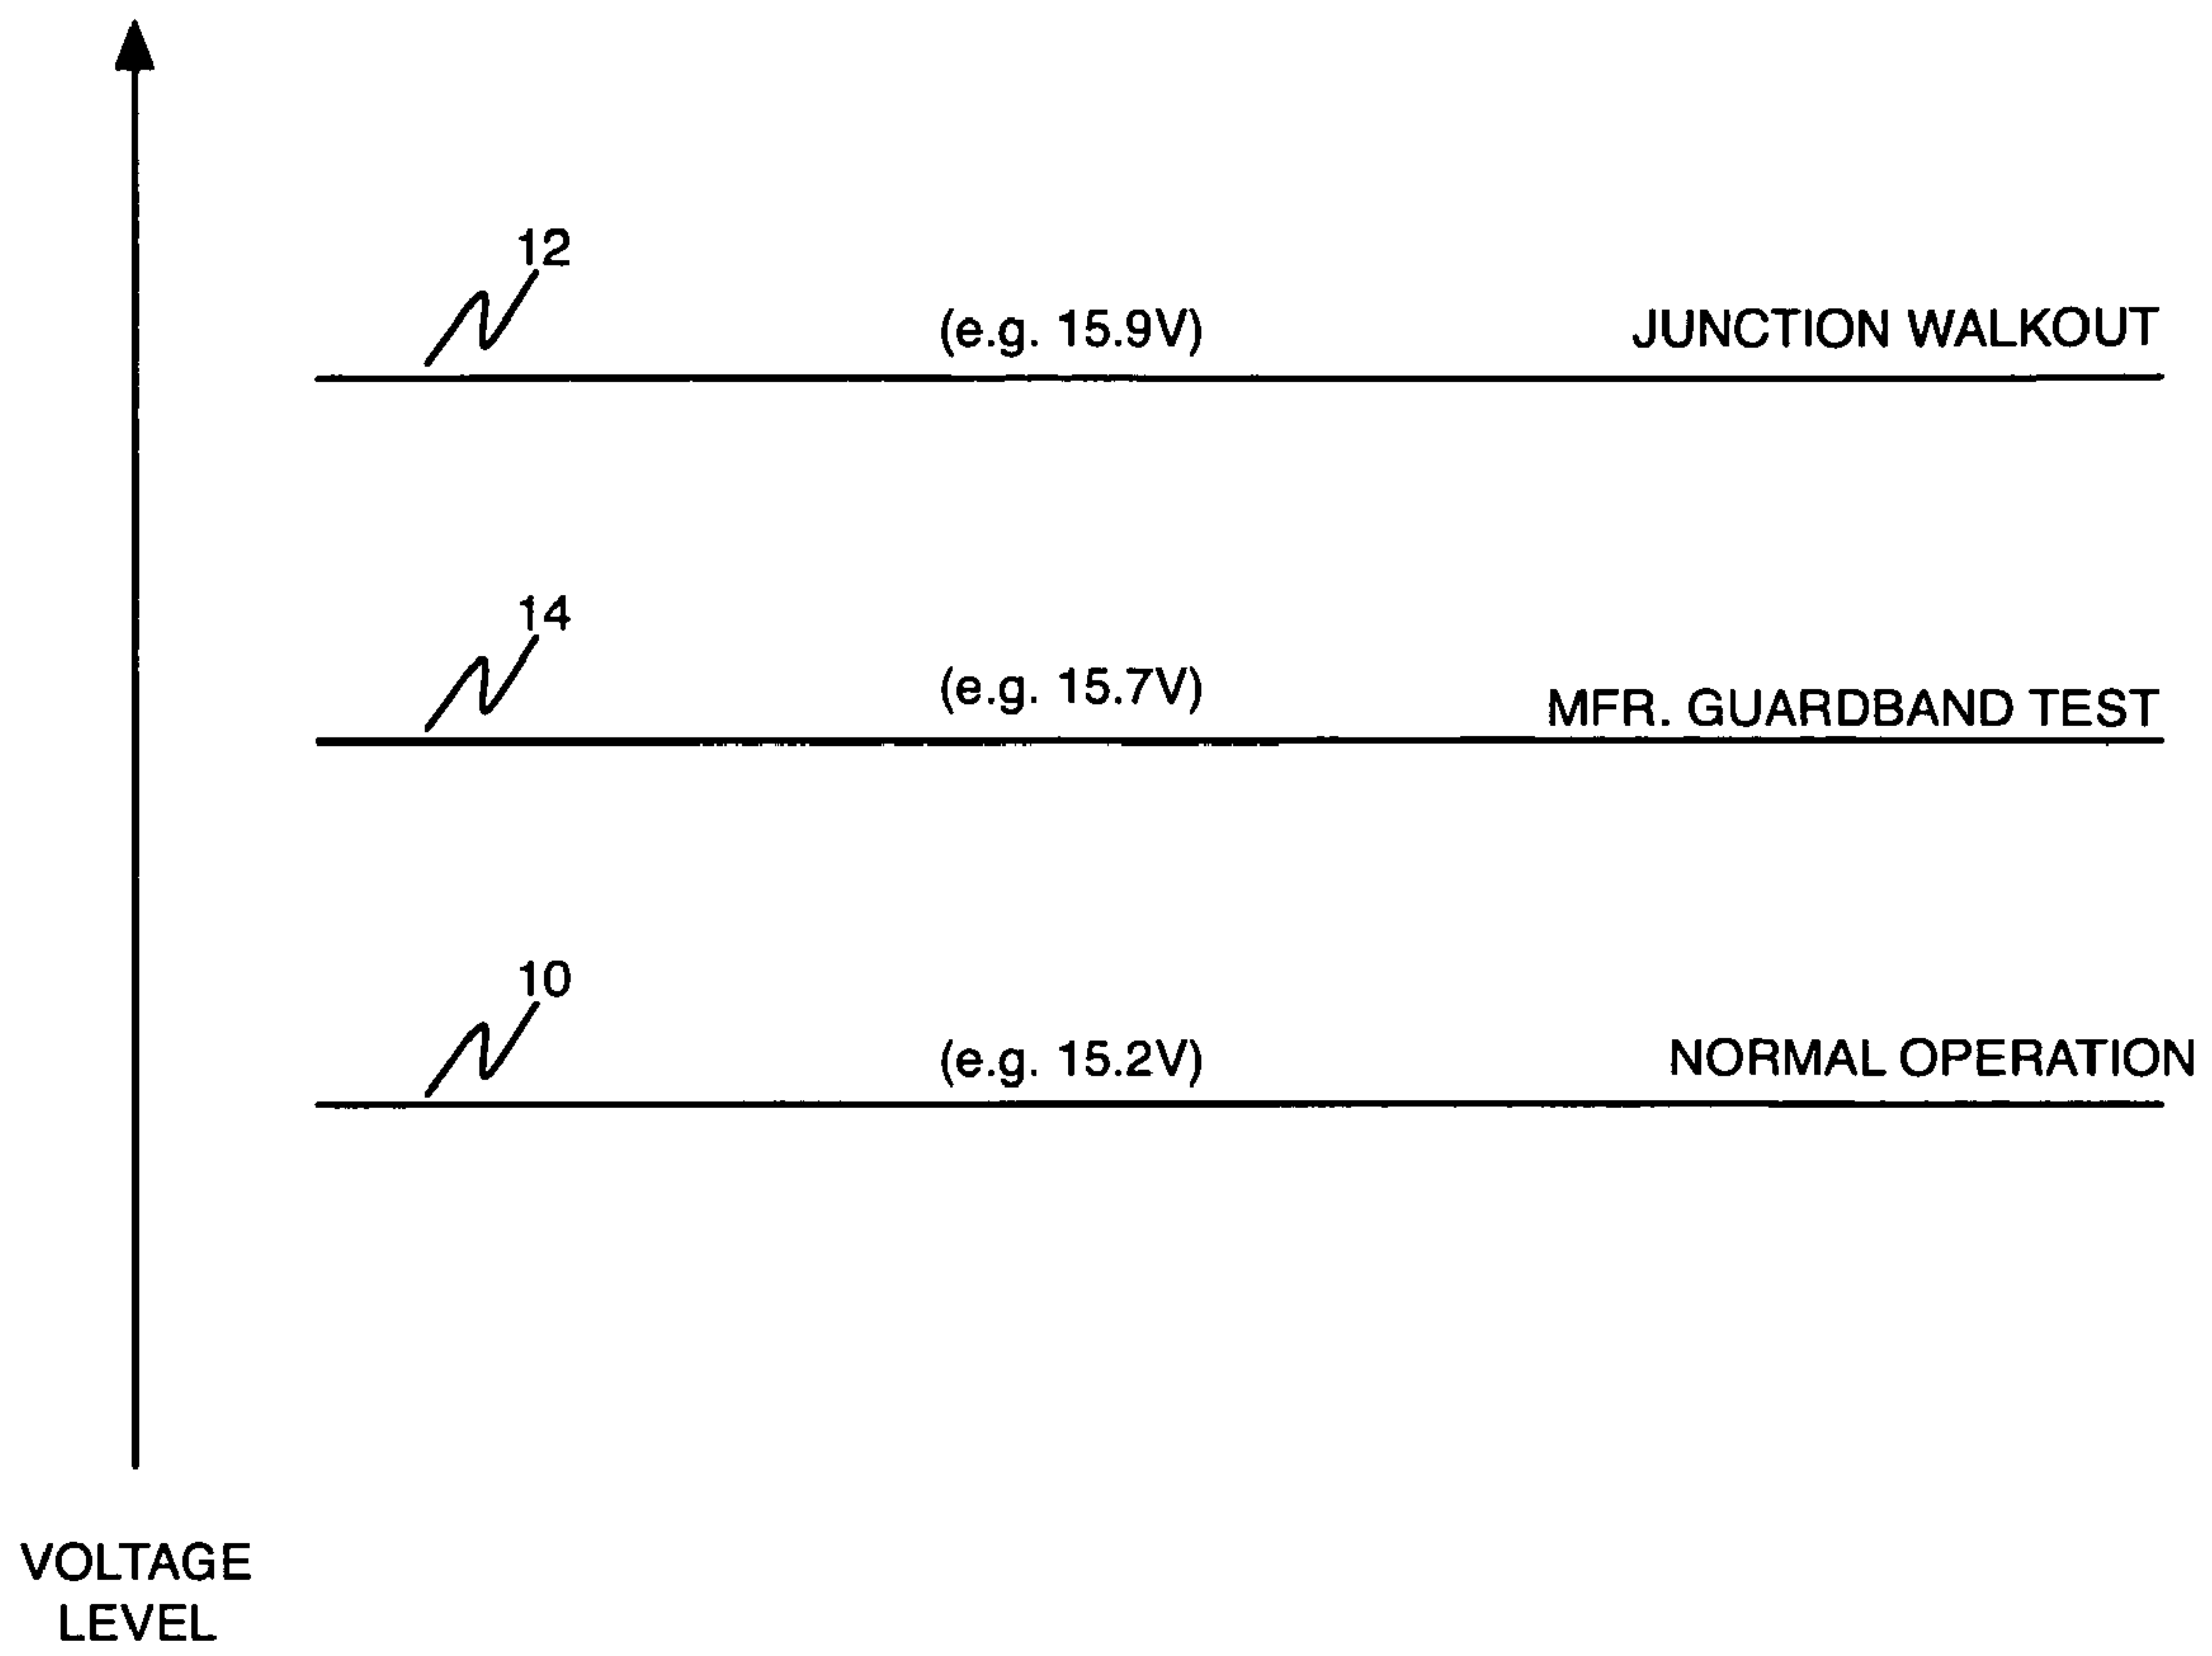 12
(e.g. 15.9V)
JUNCTION WALKOUT
14
(e.g. 15.7V)
MFR. GUARDBAND TEST
10
(e.g. 15.2V)
NORMAL OPERATION
VOLTAGE
LEVEL